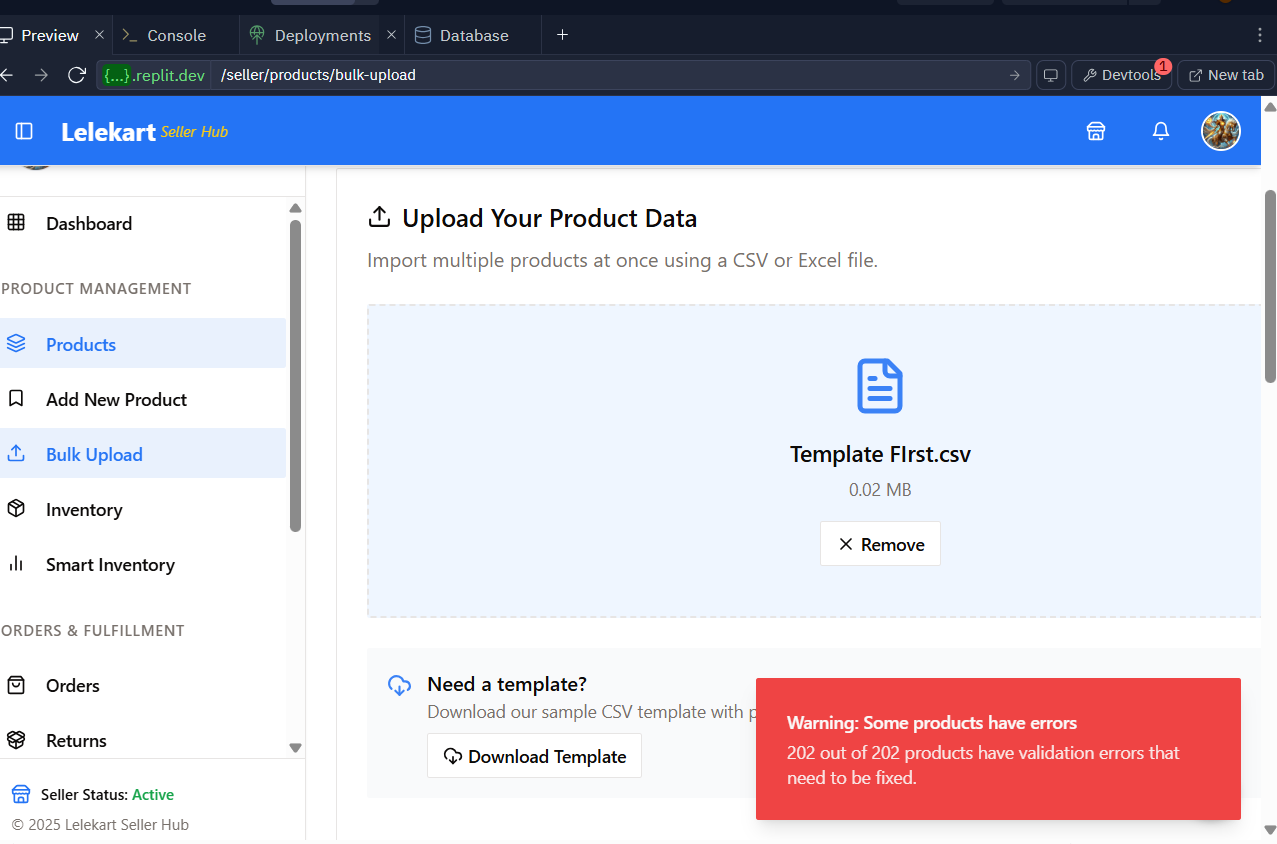 Preview
Console
Deployments
Database
{...}.replit.dev /seller/products/bulk-upload
Devtools 1
New tab
Lelekart Seller Hub
Dashboard
PRODUCT MANAGEMENT
Products
Add New Product
Bulk Upload
Inventory
Smart Inventory
ORDERS & FULFILLMENT
Orders
Returns
Seller Status: Active
© 2025 Lelekart Seller Hub
Upload Your Product Data
Import multiple products at once using a CSV or Excel file.
Template FIrst.csv
0.02 MB
Remove
Need a template?
Download our sample CSV template with
Download Template
Warning: Some products have errors
202 out of 202 products have validation errors that
need to be fixed.